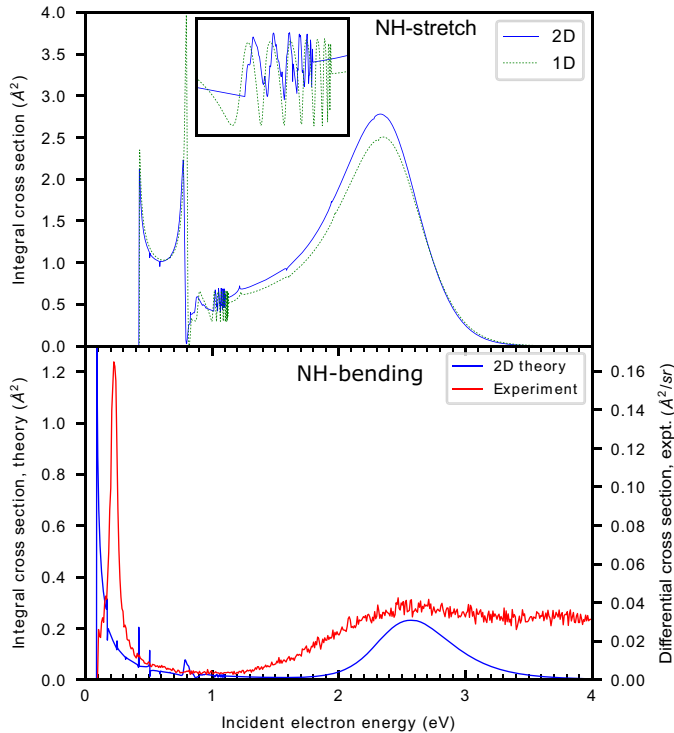 NH-stretch
2D
1D
Integral cross section (Å²)
4.0
3.5
3.0
2.5
2.0
1.5
1.0
0.5
0.0
NH-bending
2D theory
Experiment
Integral cross section, theory (Å²)
1.2
1.0
0.8
0.6
0.4
0.2
0.0
Differential cross section, expt. (Å²/sr)
0.16
0.14
0.12
0.10
0.08
0.06
0.04
0.02
0.00
0 1 2 3 4
Incident electron energy (eV)